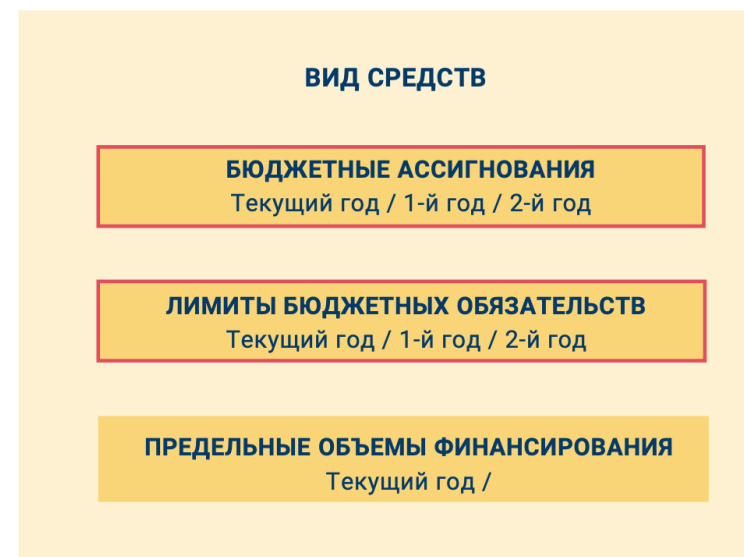 ВИД СРЕДСТВ
БЮДЖЕТНЫЕ АССИГНОВАНИЯ
Текущий год / 1-й год / 2-й год
ЛИМИТЫ БЮДЖЕТНЫХ ОБЯЗАТЕЛЬСТВ
Текущий год / 1-й год / 2-й год
ПРЕДЕЛЬНЫЕ ОБЪЕМЫ ФИНАНСИРОВАНИЯ
Текущий год /